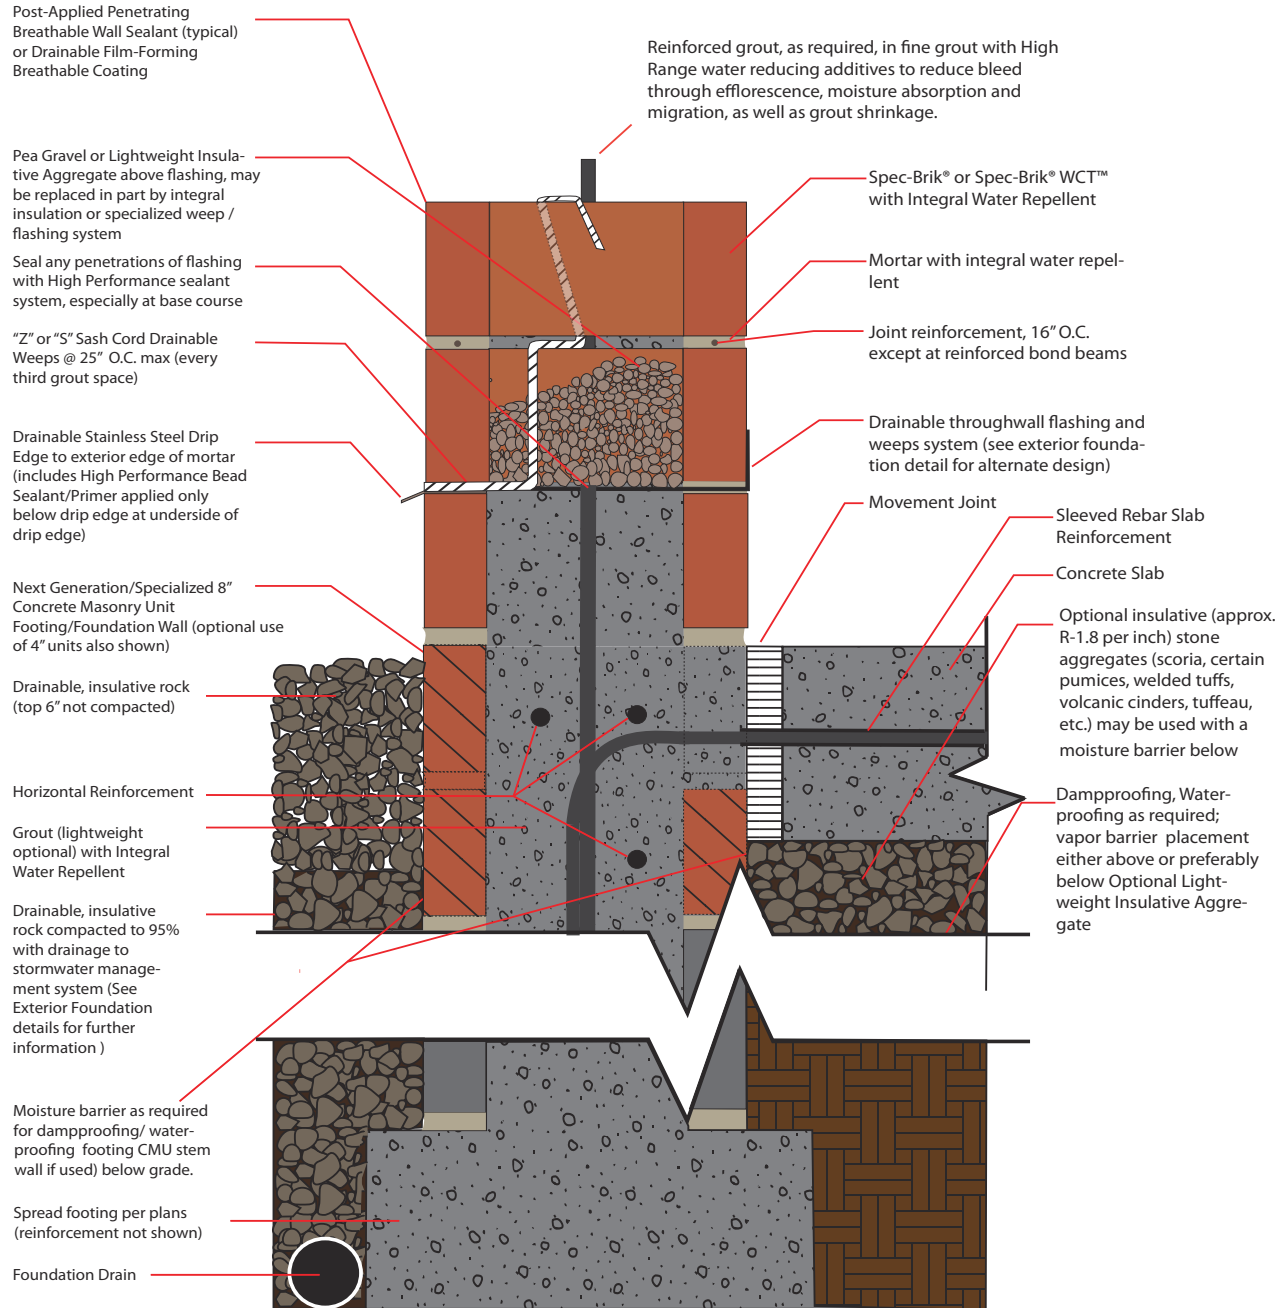 Post-Applied Penetrating
Breathable Wall Sealant (typical)
or Drainable Film-Forming
Breathable Coating
Reinforced grout, as required, in fine grout with High
Range water reducing additives to reduce bleed
through efflorescence, moisture absorption and
migration, as well as grout shrinkage.
Pea Gravel or Lightweight Insula-
tive Aggregate above flashing, may
be replaced in part by integral
insulation or specialized weep /
flashing system
Seal any penetrations of flashing
with High Performance sealant
system, especially at base course
“Z” or “S” Sash Cord Drainable
Weeps @ 25” O.C. max (every
third grout space)
Drainable Stainless Steel Drip
Edge to exterior edge of mortar
(includes High Performance Bead
Sealant/Primer applied only
below drip edge at underside of
drip edge)
Next Generation/Specialized 8”
Concrete Masonry Unit
Footing/Foundation Wall (optional use
of 4” units also shown)
Drainable, insulative rock
(top 6” not compacted)
Horizontal Reinforcement
Grout (lightweight
optional) with Integral
Water Repellent
Drainable, insulative
rock compacted to 95%
with drainage to
stormwater manage-
ment system (See
Exterior Foundation
details for further
information )
Moisture barrier as required
for dampproofing/ water-
proofing footing CMU stem
wall if used) below grade.
Spread footing per plans
(reinforcement not shown)
Foundation Drain
Spec-Brik® or Spec-Brik® WCT™
with Integral Water Repellent
Mortar with integral water repel-
lent
Joint reinforcement, 16” O.C.
except at reinforced bond beams
Drainable throughwall flashing and
weeps system (see exterior founda-
tion detail for alternate design)
Movement Joint
Sleeved Rebar Slab
Reinforcement
Concrete Slab
Optional insulative (approx.
R-1.8 per inch) stone
aggregates (scoria, certain
pumices, welded tuffs,
volcanic cinders, tuffeau,
etc.) may be used with a
moisture barrier below
Dampproofing, Water-
proofing as required;
vapor barrier placement
either above or preferably
below Optional Light-
weight Insulative Aggre-
gate